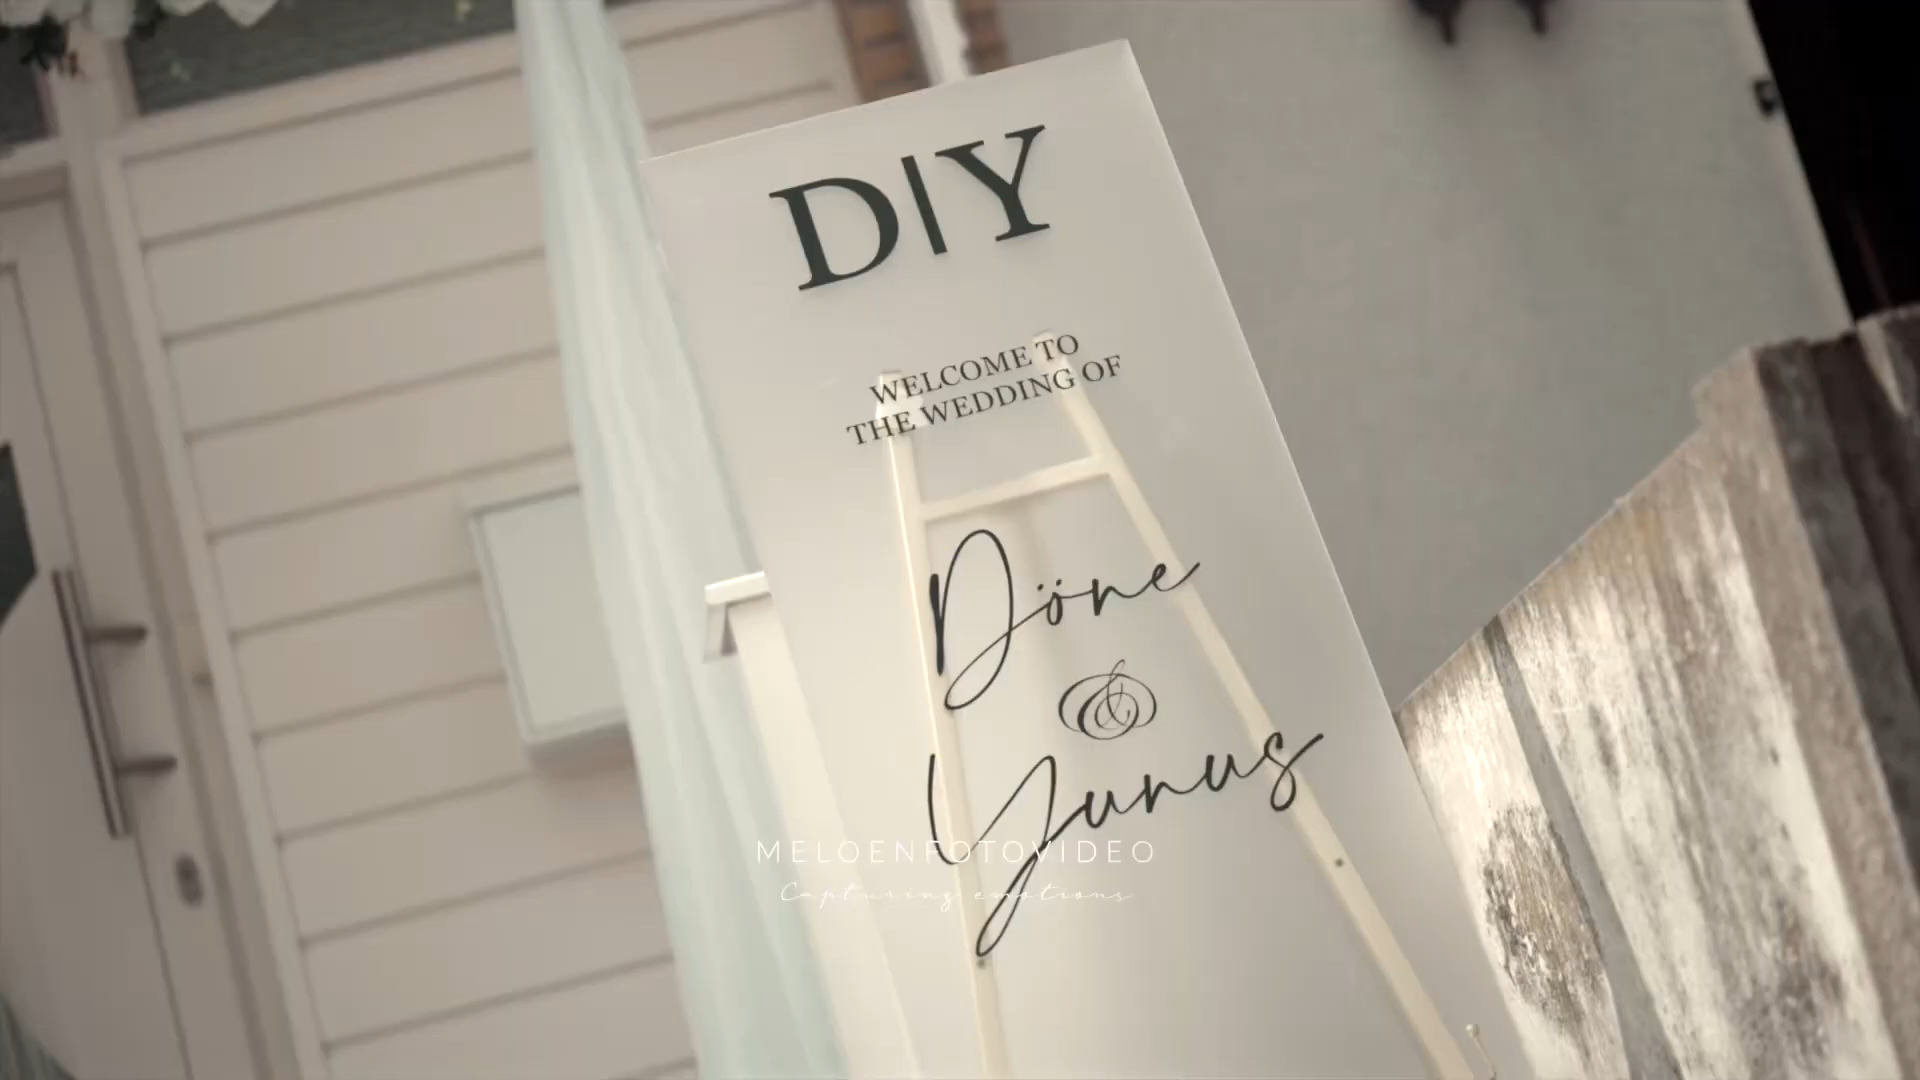 D|Y
WELCOME TO
THE WEDDING OF
Döne
&
Yunus
MELOENFOTOVIDEO
Capturing emotions